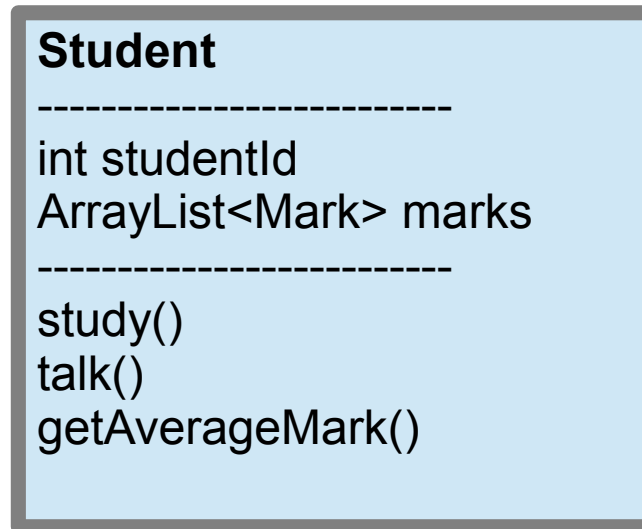 Student
--------------------------
int studentId
ArrayList<Mark> marks
--------------------------
study()
talk()
getAverageMark()